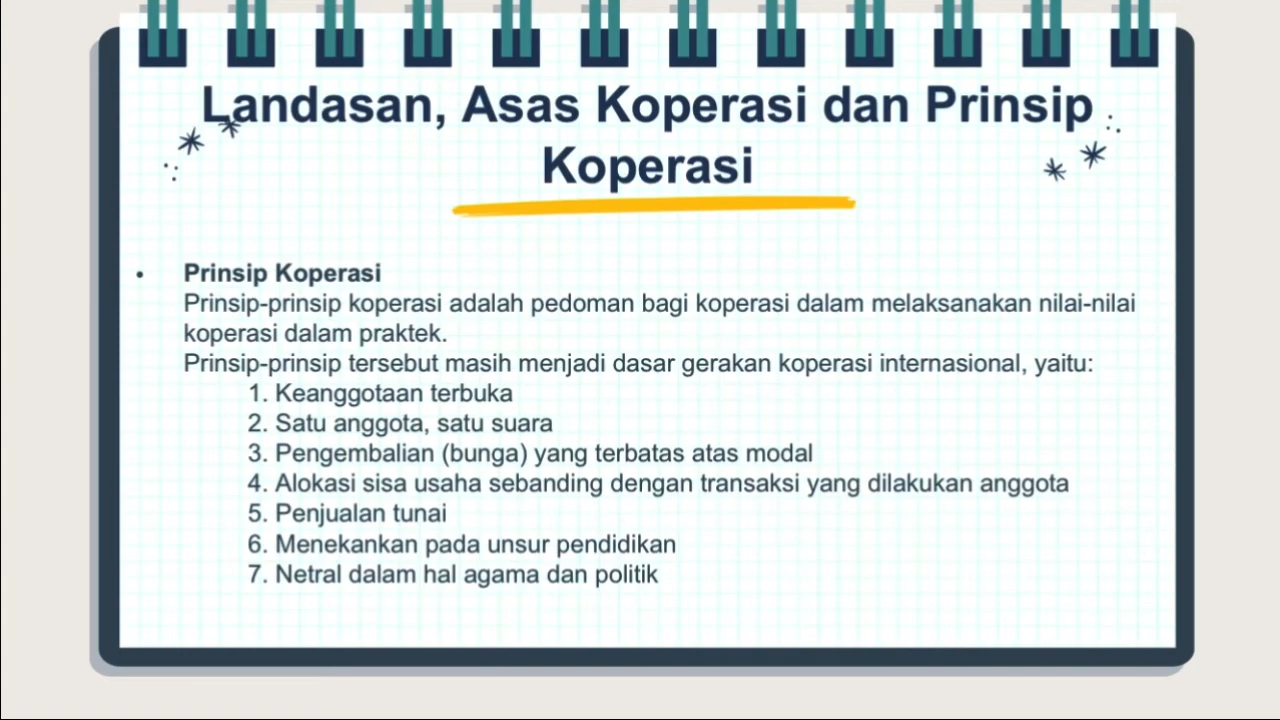 Landasan, Asas Koperasi dan Prinsip
Koperasi
• Prinsip Koperasi
Prinsip-prinsip koperasi adalah pedoman bagi koperasi dalam melaksanakan nilai-nilai
koperasi dalam praktek.
Prinsip-prinsip tersebut masih menjadi dasar gerakan koperasi internasional, yaitu:
1. Keanggotaan terbuka
2. Satu anggota, satu suara
3. Pengembalian (bunga) yang terbatas atas modal
4. Alokasi sisa usaha sebanding dengan transaksi yang dilakukan anggota
5. Penjualan tunai
6. Menekankan pada unsur pendidikan
7. Netral dalam hal agama dan politik